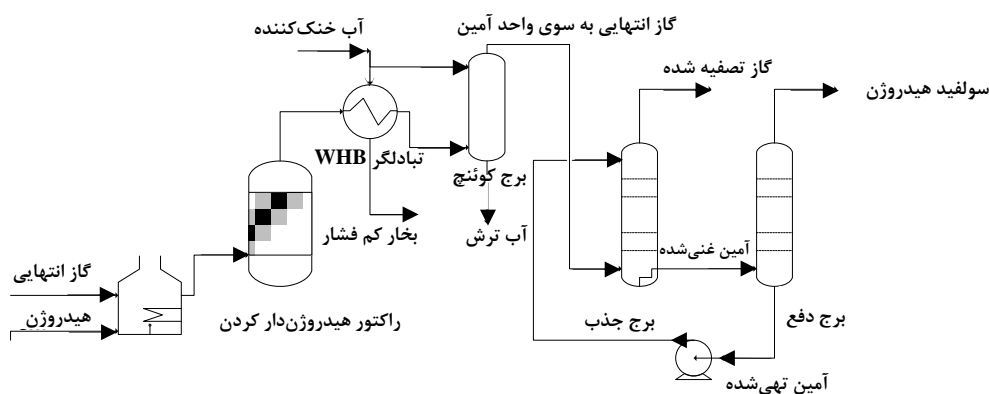 گاز انتهایی به سوی واحد آمین
آب خنک‌کننده
گاز تصفیه شده
سولفید هیدروژن
تبادلگر WHB
برج کوئنچ
بخار کم فشار
آب ترش
آمین غنی‌شده
گاز انتهایی
هیدروژن
راکتور هیدروژن‌دار کردن
برج جذب
برج دفع
آمین تهی‌شده